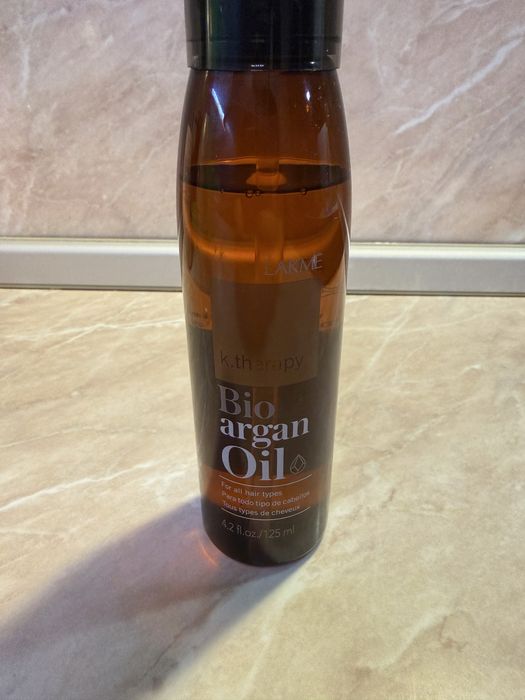 LAKMÉ
k.therapy
Bio
argan
Oil
For all hair types
Para todo tipo de cabellos
Tous types de cheveux
4.2 fl.oz./125 ml